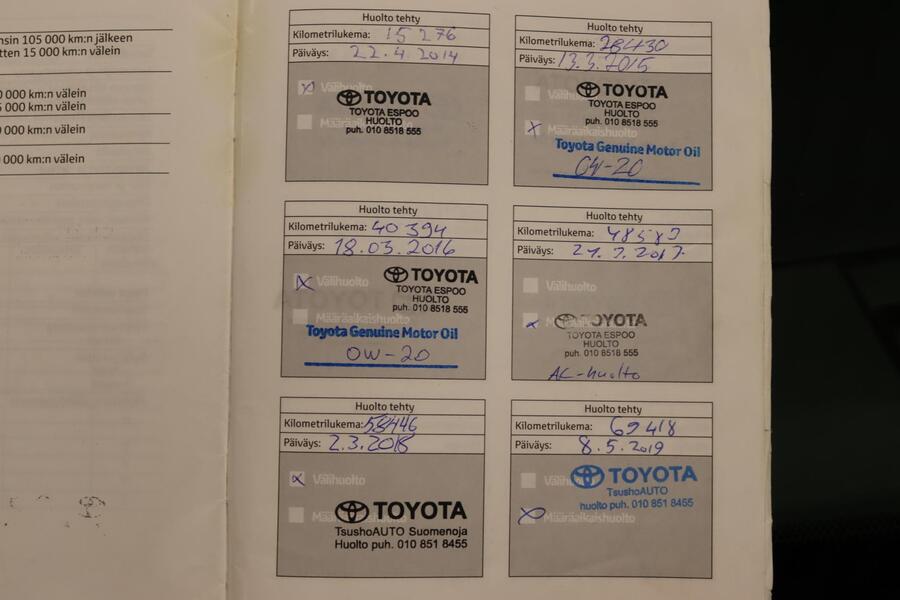 nsin 105 000 km:n jälkeen
tten 15 000 km:n välein
0 000 km:n välein
5 000 km:n välein
000 km:n välein
000 km:n välein
Huolto tehty
Kilometrilukema: 15 276
Päiväys: 22.4.2014
Välihuolto
TOYOTA
TOYOTA ESPOO
HUOLTO
puh. 010 8518 555
Huolto tehty
Kilometrilukema: 28430
Päiväys: 13.3.2015
TOYOTA
TOYOTA ESPOO
HUOLTO
puh. 010 8518 555
Määräaikaishuolto
Toyota Genuine Motor Oil
0W-20
Huolto tehty
Kilometrilukema: 40 394
Päiväys: 18.03.2016
Välihuolto
TOYOTA
TOYOTA ESPOO
HUOLTO
puh. 010 8518 555
Määräaikaishuolto
Toyota Genuine Motor Oil
0W-20
Huolto tehty
Kilometrilukema:
Päiväys:
Välihuolto
TOYOTA
TOYOTA ESPOO
HUOLTO
puh. 010 8518 555
AC-huolto
Huolto tehty
Kilometrilukema:
Päiväys: 2.3.2018
Välihuolto
TOYOTA
TsushoAUTO Suomenoja
Huolto puh. 010 851 8455
Huolto tehty
Kilometrilukema: 69418
Päiväys: 8.5.2019
TOYOTA
TsushoAUTO
huolto puh. 010 851 8455
Määräaikaishuolto